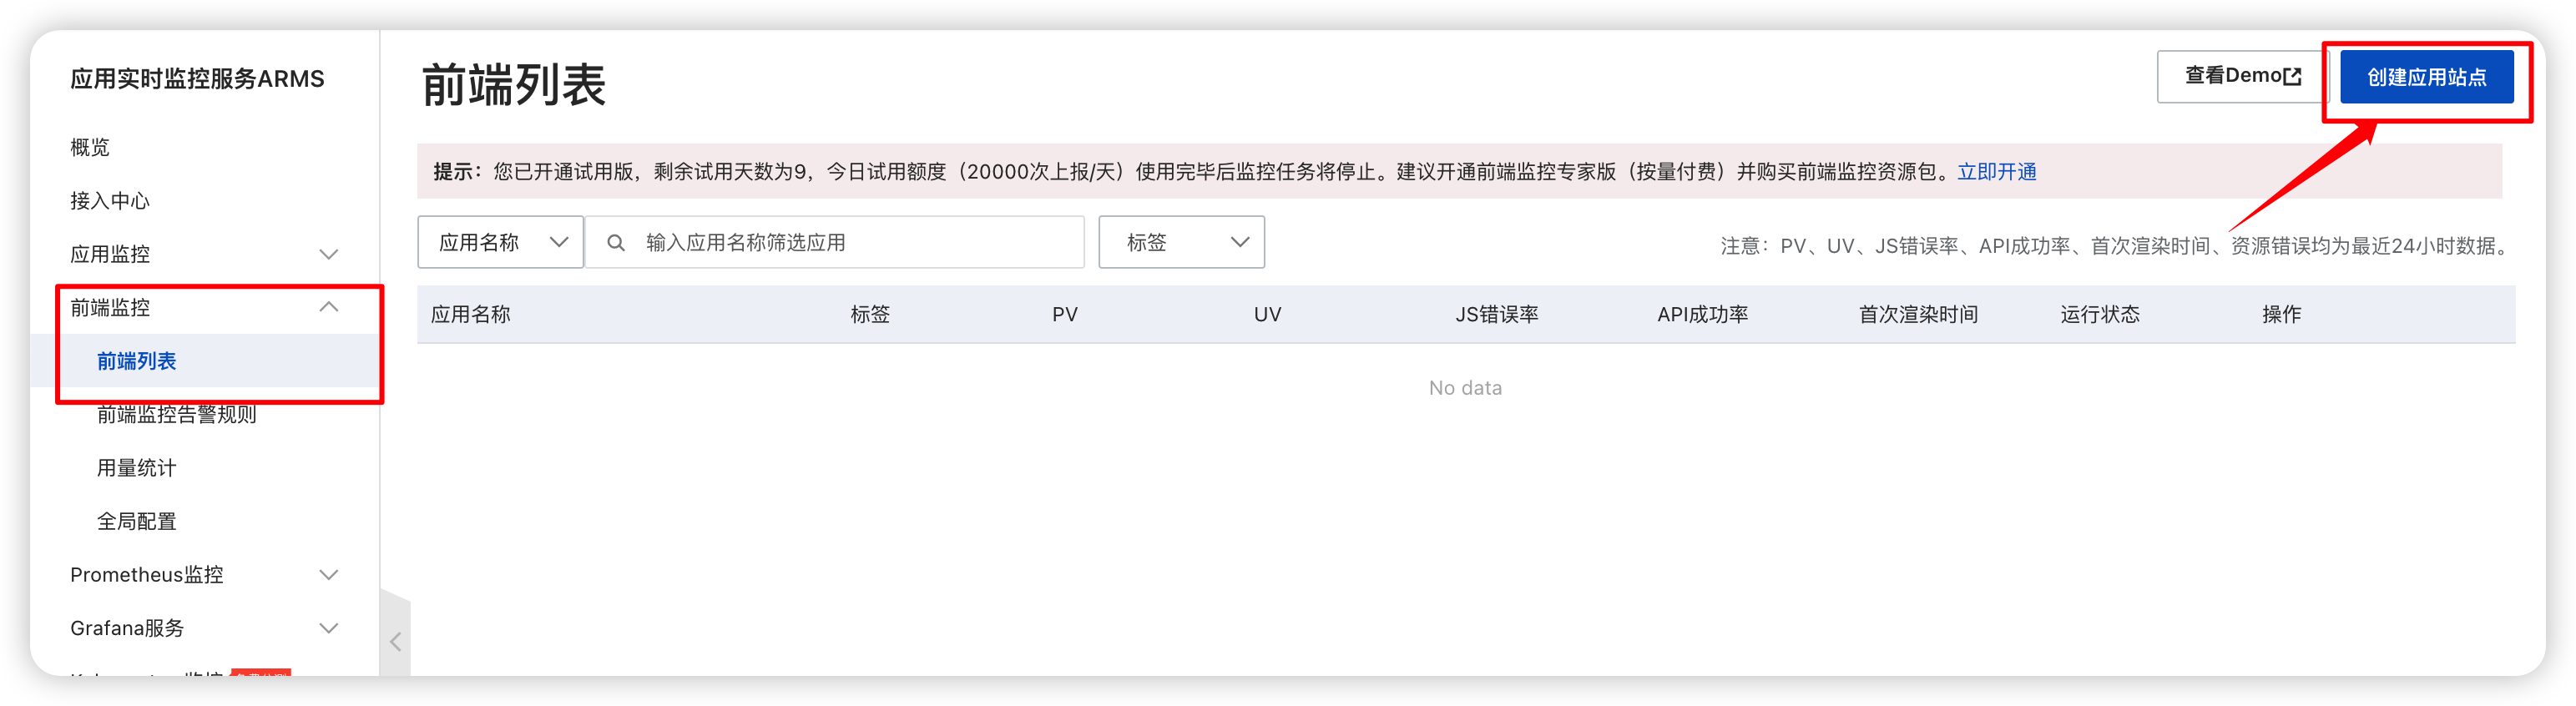 应用实时监控服务ARMS
概览
接入中心
应用监控
前端监控
前端列表
前端监控告警规则
用量统计
全局配置
Prometheus监控
Grafana服务
前端列表
查看Demo
创建应用站点
提示：您已开通试用版，剩余试用天数为9，今日试用额度（20000次上报/天）使用完毕后监控任务将停止。建议开通前端监控专家版（按量付费）并购买前端监控资源包。立即开通
应用名称
输入应用名称筛选应用
标签
注意：PV、UV、JS错误率、API成功率、首次渲染时间、资源错误均为最近24小时数据。
应用名称 标签 PV UV JS错误率 API成功率 首次渲染时间 运行状态 操作
No data